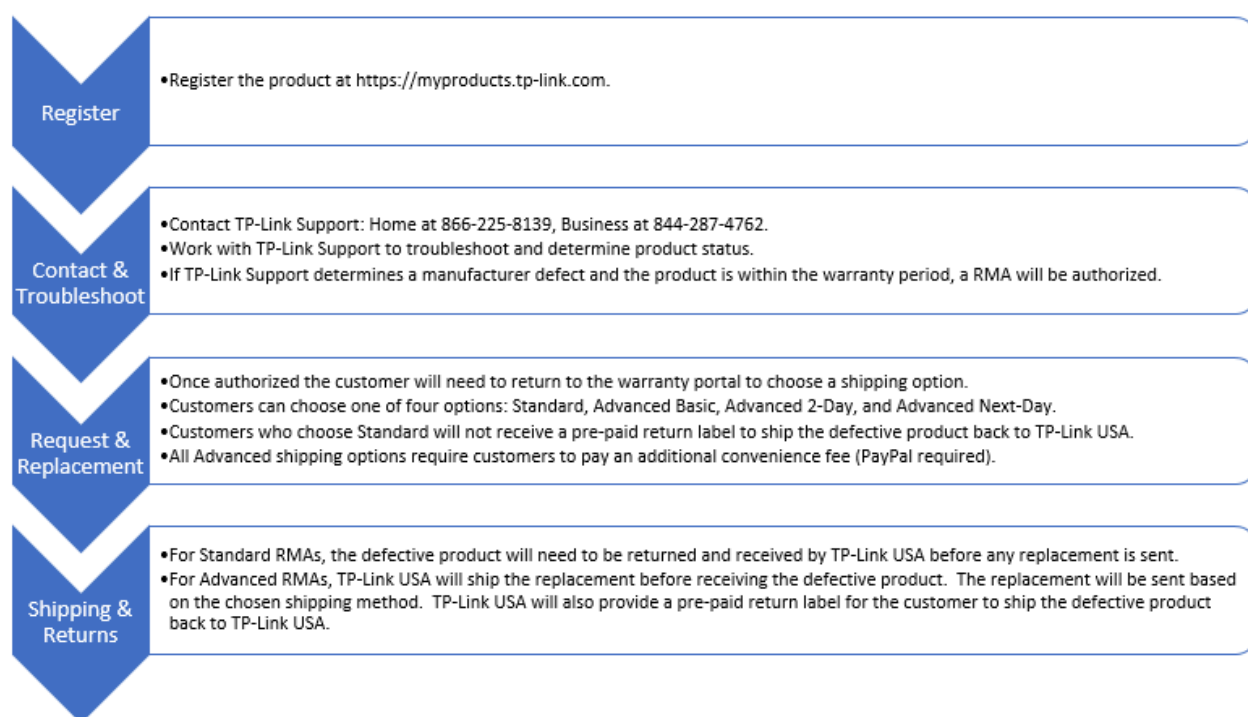 Register
•Register the product at https://myproducts.tp-link.com.
Contact &
Troubleshoot
•Contact TP-Link Support: Home at 866-225-8139, Business at 844-287-4762.
•Work with TP-Link Support to troubleshoot and determine product status.
•If TP-Link Support determines a manufacturer defect and the product is within the warranty period, a RMA will be authorized.
Request &
Replacement
•Once authorized the customer will need to return to the warranty portal to choose a shipping option.
•Customers can choose one of four options: Standard, Advanced Basic, Advanced 2-Day, and Advanced Next-Day.
•Customers who choose Standard will not receive a pre-paid return label to ship the defective product back to TP-Link USA.
•All Advanced shipping options require customers to pay an additional convenience fee (PayPal required).
Shipping &
Returns
•For Standard RMAs, the defective product will need to be returned and received by TP-Link USA before any replacement is sent.
•For Advanced RMAs, TP-Link USA will ship the replacement before receiving the defective product.  The replacement will be sent based
on the chosen shipping method.  TP-Link USA will also provide a pre-paid return label for the customer to ship the defective product
back to TP-Link USA.